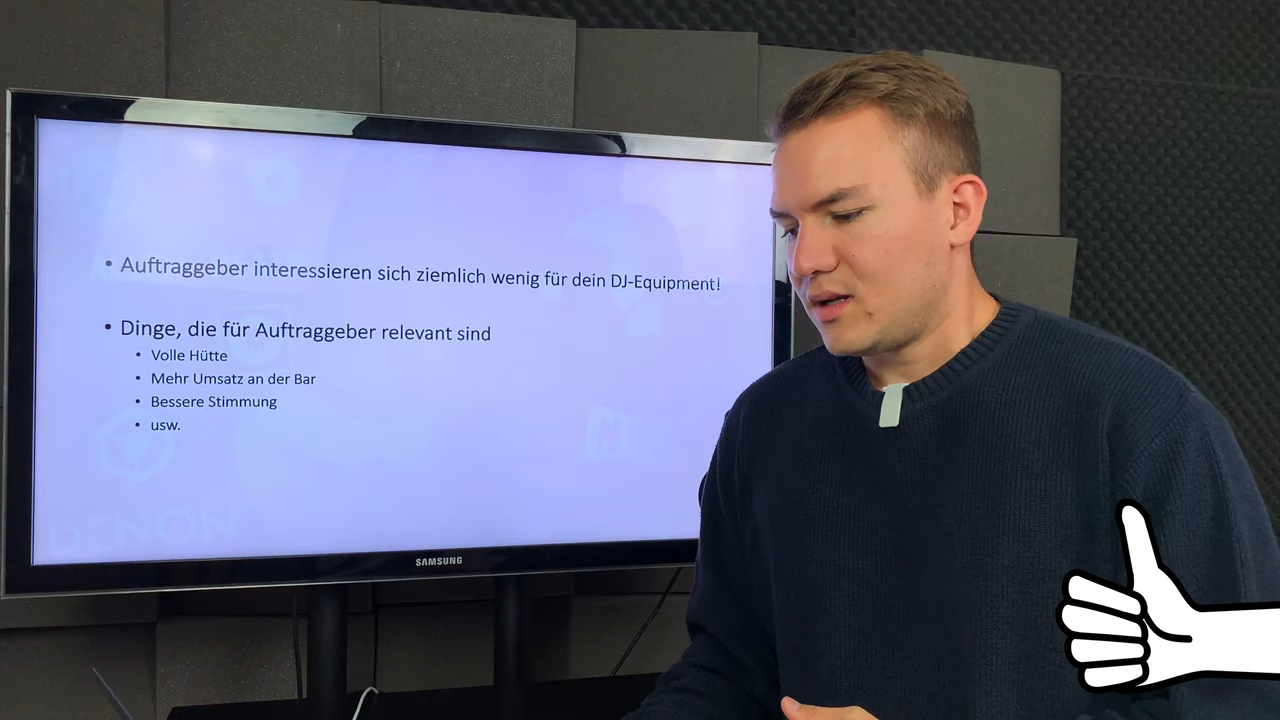 • Auftraggeber interessieren sich ziemlich wenig für dein DJ-Equipment!
• Dinge, die für Auftraggeber relevant sind
• Volle Hütte
• Mehr Umsatz an der Bar
• Bessere Stimmung
• usw.
DENON
SAMSUNG